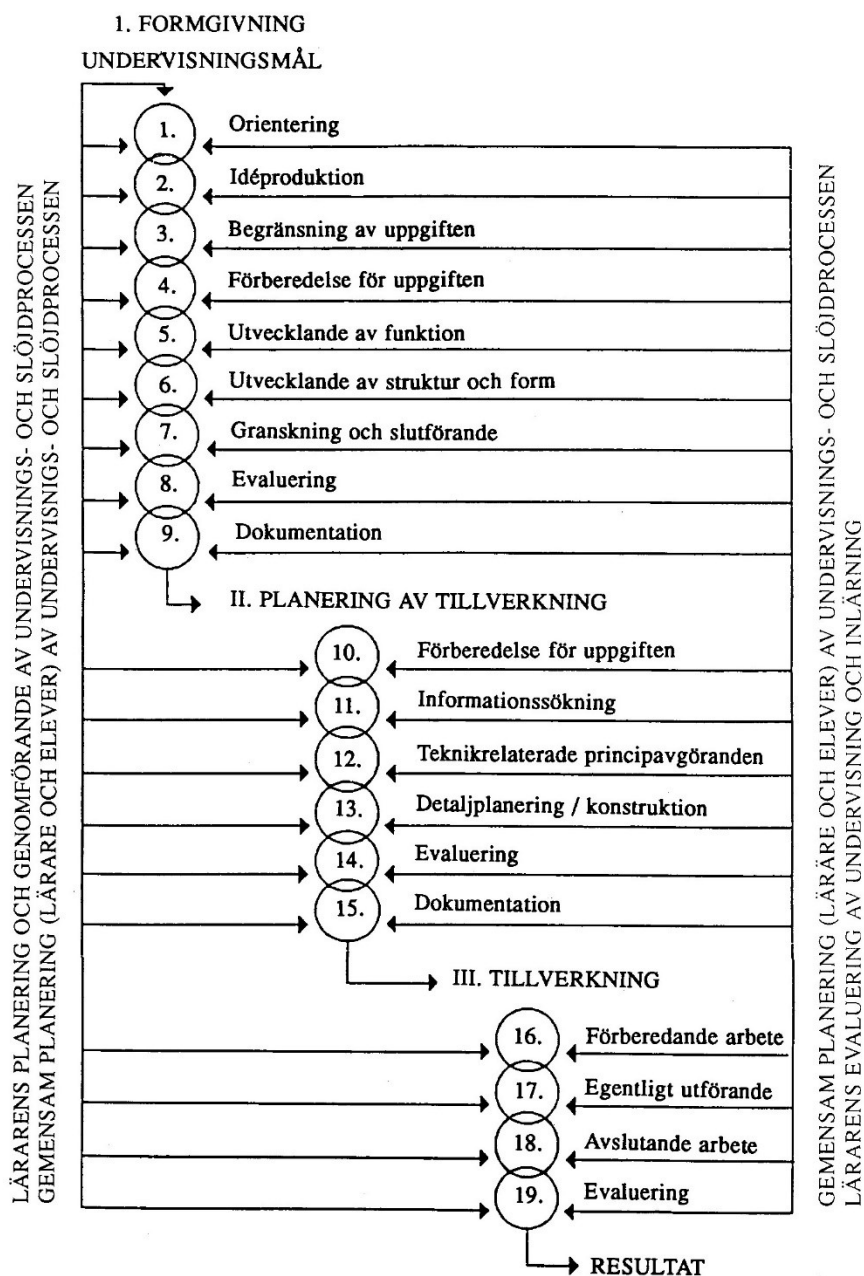 1. FORMGIVNING
UNDERVISNINGSMÅL
1. Orientering
2. Idéproduktion
3. Begränsning av uppgiften
4. Förberedelse för uppgiften
5. Utvecklande av funktion
6. Utvecklande av struktur och form
7. Granskning och slutförande
8. Evaluering
9. Dokumentation
II. PLANERING AV TILLVERKNING
10. Förberedelse för uppgiften
11. Informationssökning
12. Teknikrelaterade principavgöranden
13. Detaljplanering / konstruktion
14. Evaluering
15. Dokumentation
III. TILLVERKNING
16. Förberedande arbete
17. Egentligt utförande
18. Avslutande arbete
19. Evaluering
RESULTAT
LÄRARENS PLANERING OCH GENOMFÖRANDE AV UNDERVISNINGS- OCH SLÖJDPROCESSEN
GEMENSAM PLANERING (LÄRARE OCH ELEVER) AV UNDERVISNIGS- OCH SLÖJDPROCESSEN
GEMENSAM PLANERING (LÄRÄRE OCH ELEVER) AV UNDERVISNINGS- OCH SLÖJDPROCESSEN
LÄRARENS EVALUERING AV UNDERVISNING OCH INLÄRNING